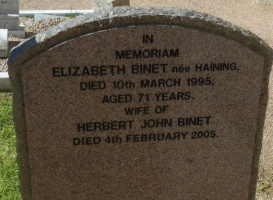 IN
MEMORIAM
ELIZABETH BINET née HAINING,
DIED 10TH MARCH 1995,
AGED 71 YEARS.
WIFE OF
HERBERT JOHN BINET
DIED 4TH FEBRUARY 2005.